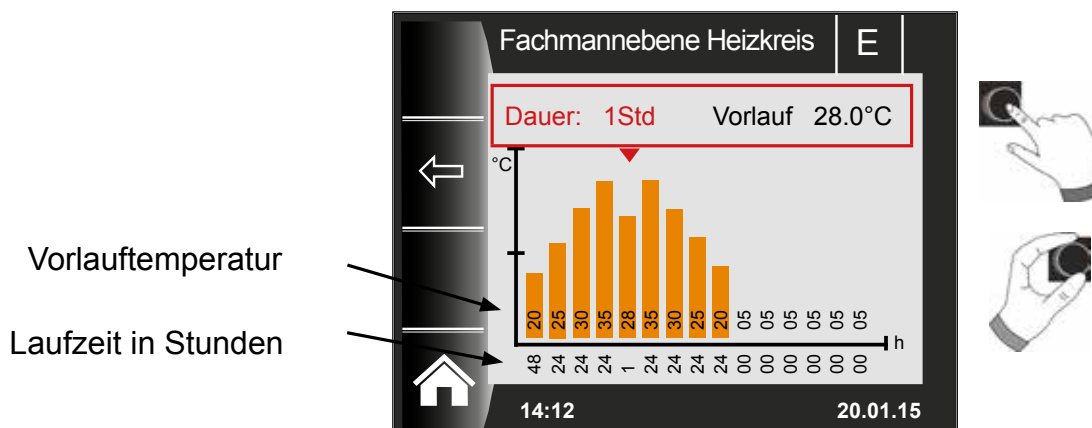 Fachmannebene Heizkreis E
Dauer: 1Std Vorlauf 28.0°C
°C
Vorlauftemperatur
20 25 30 35 28 35 30 25 20 05 05 05 05 05 05
h
Laufzeit in Stunden
48 24 24 24 1 24 24 24 24 00 00 00 00 00 00
14:12 20.01.15